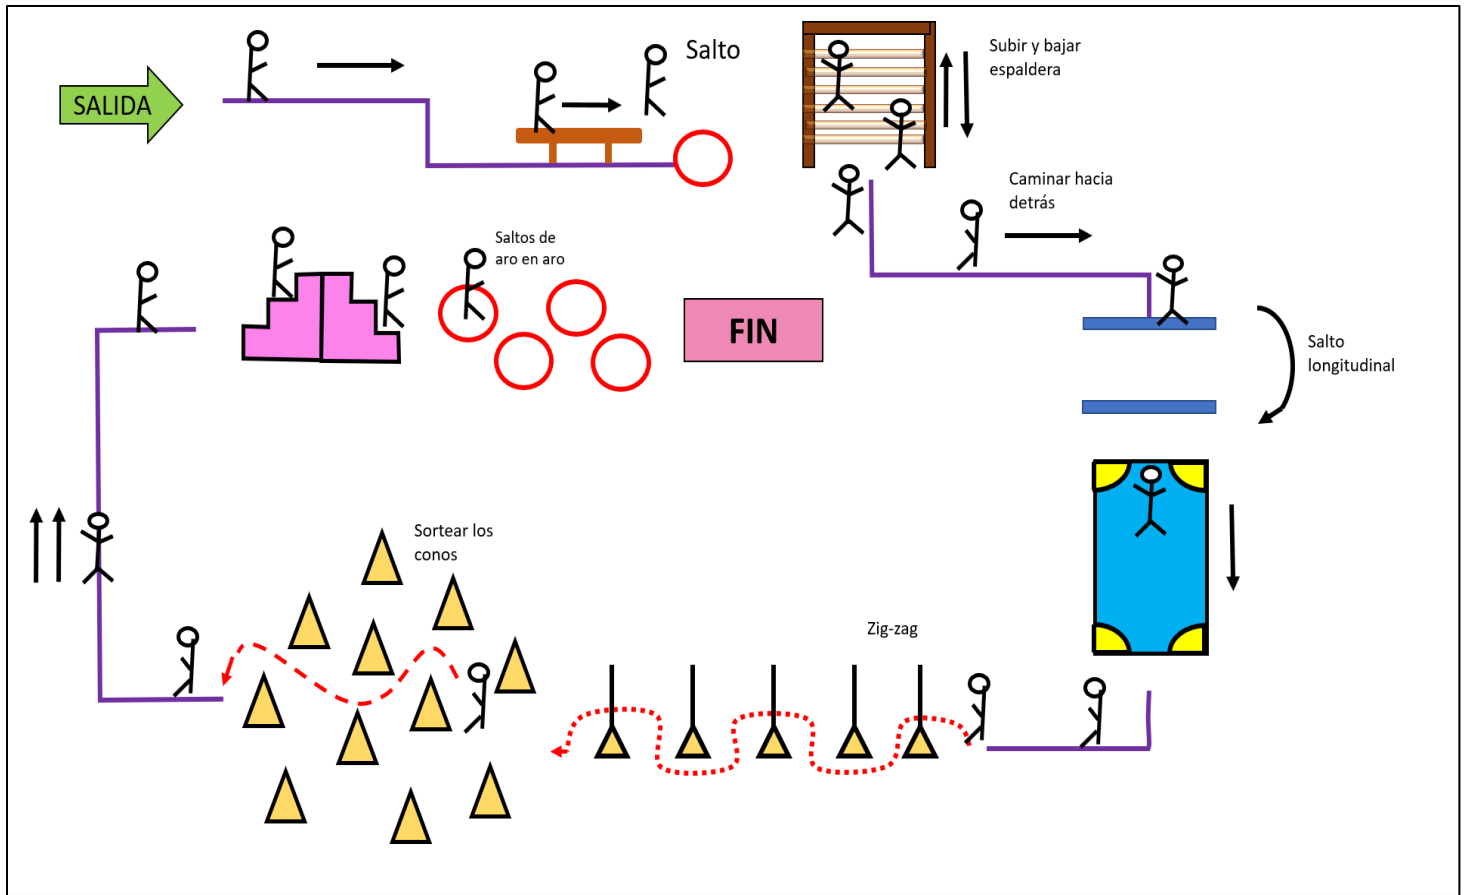 SALIDA
Salto
Subir y bajar
espaldera
Caminar hacia
detrás
Saltos de
aro en aro
FIN
Salto
longitudinal
Sortear los
conos
Zig-zag